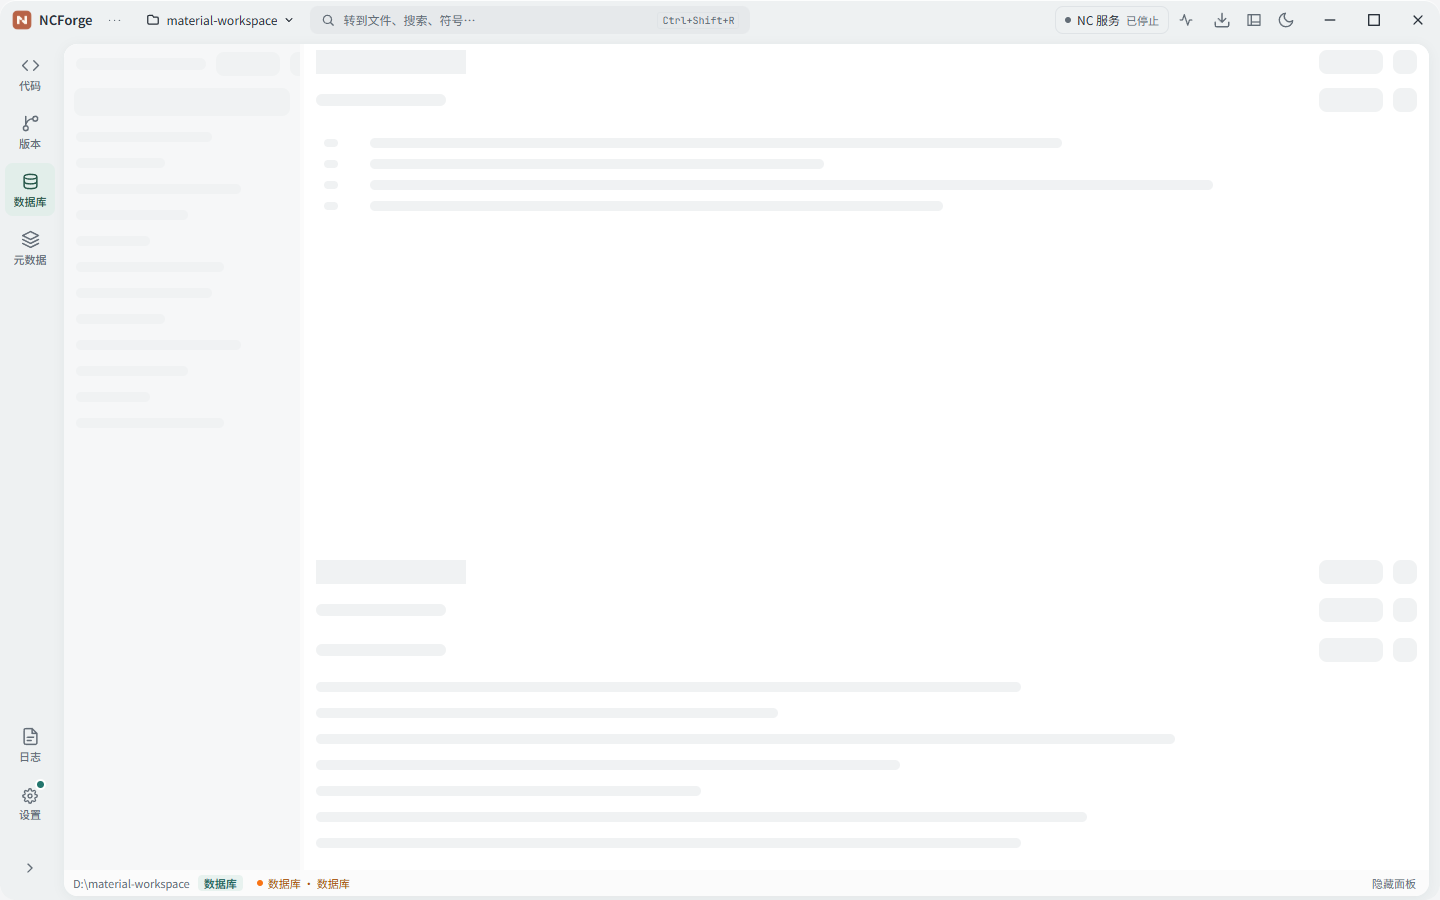 NCForge ··· material-workspace 转到文件、搜索、符号… Ctrl+Shift+R NC 服务 已停止
代码
版本
数据库
元数据
日志
设置
D:\material-workspace 数据库 数据库 · 数据库 隐藏面板